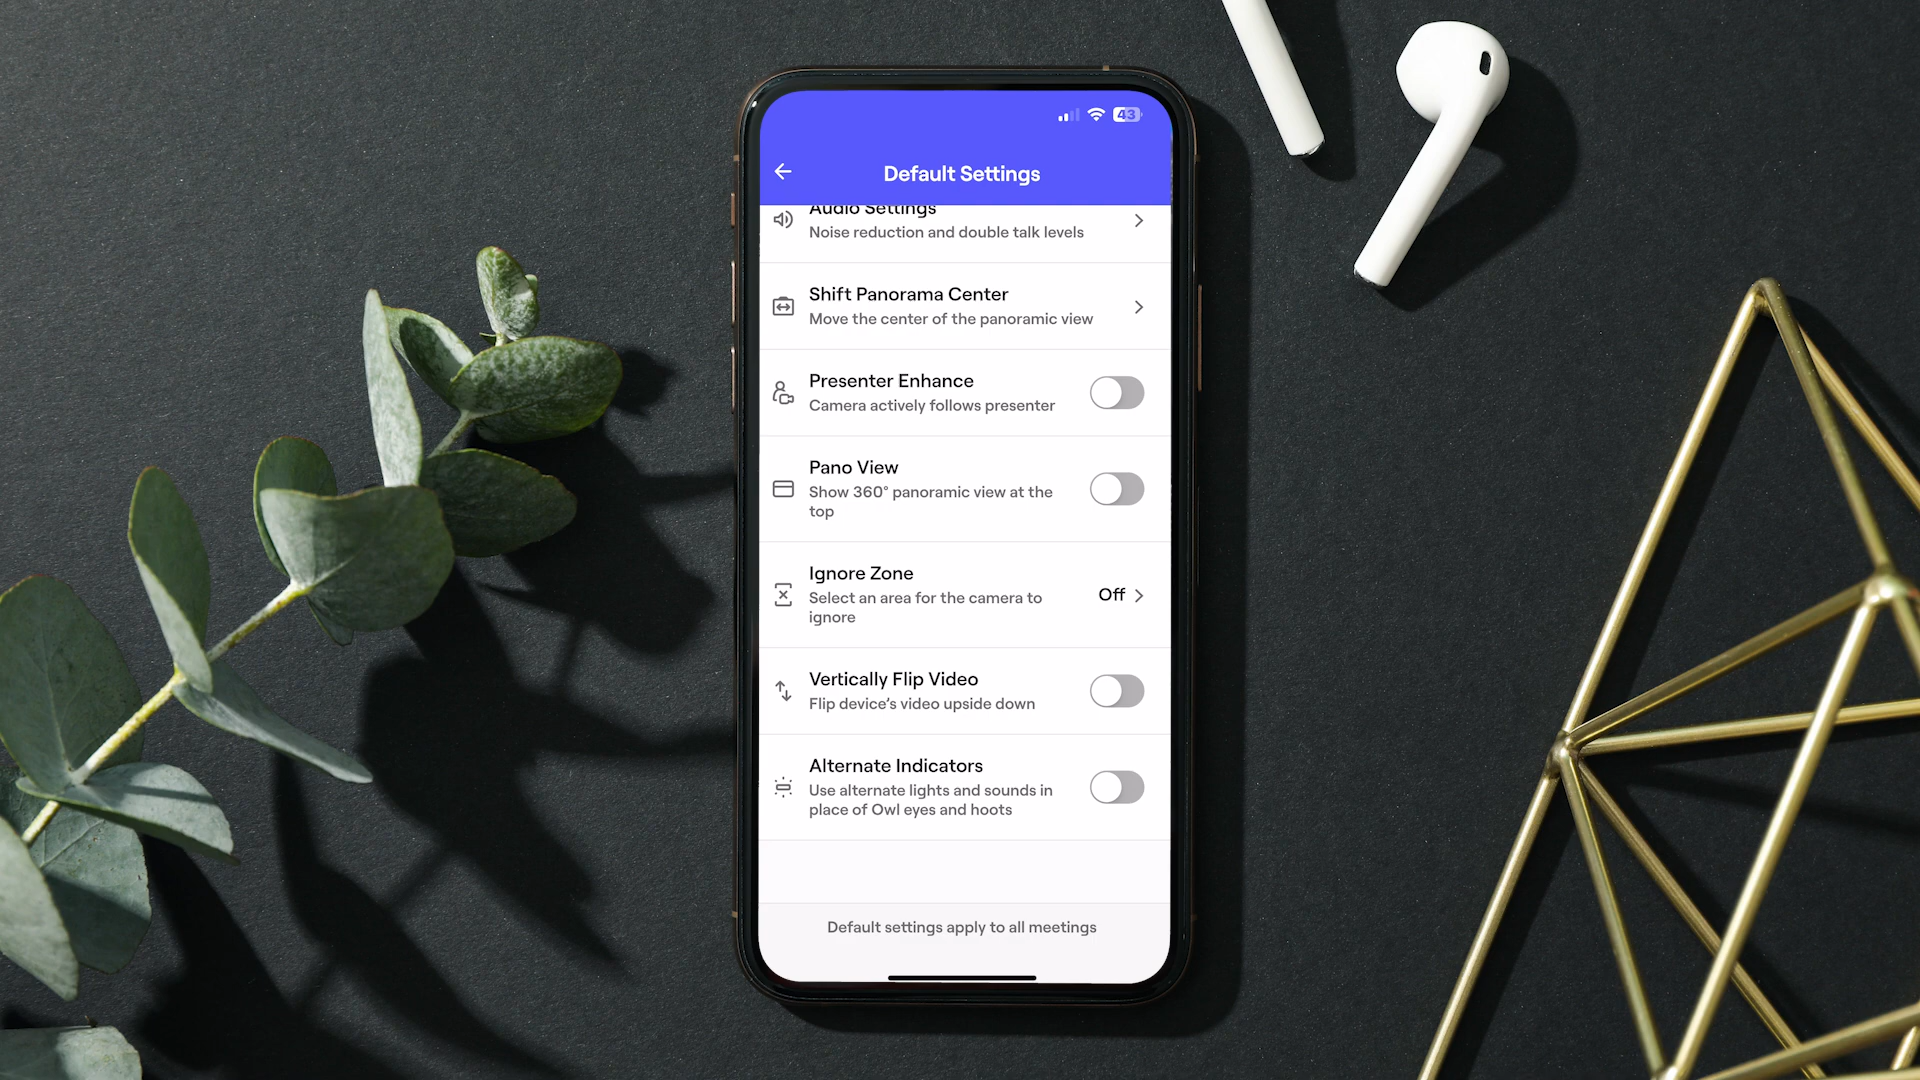 43
Default Settings
Audio Settings
Noise reduction and double talk levels
Shift Panorama Center
Move the center of the panoramic view
Presenter Enhance
Camera actively follows presenter
Pano View
Show 360° panoramic view at the
top
Ignore Zone
Select an area for the camera to
ignore
Off
Vertically Flip Video
Flip device’s video upside down
Alternate Indicators
Use alternate lights and sounds in
place of Owl eyes and hoots
Default settings apply to all meetings